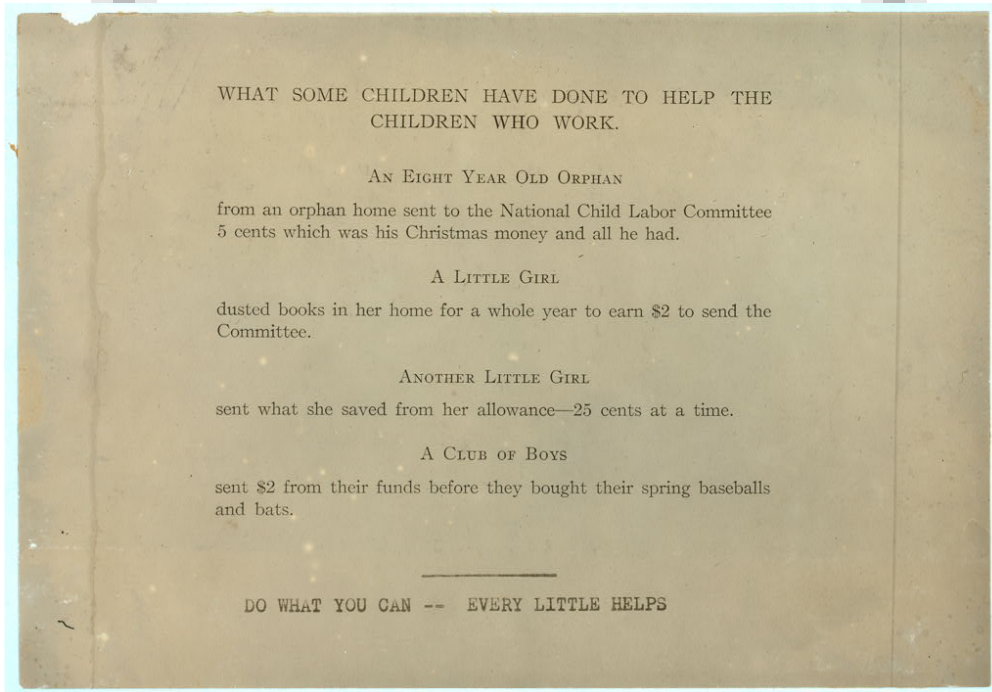 WHAT SOME CHILDREN HAVE DONE TO HELP THE
CHILDREN WHO WORK.
An Eight Year Old Orphan
from an orphan home sent to the National Child Labor Committee
5 cents which was his Christmas money and all he had.
A Little Girl
dusted books in her home for a whole year to earn $2 to send the
Committee.
Another Little Girl
sent what she saved from her allowance—25 cents at a time.
A Club of Boys
sent $2 from their funds before they bought their spring baseballs
and bats.
DO WHAT YOU CAN -- EVERY LITTLE HELPS